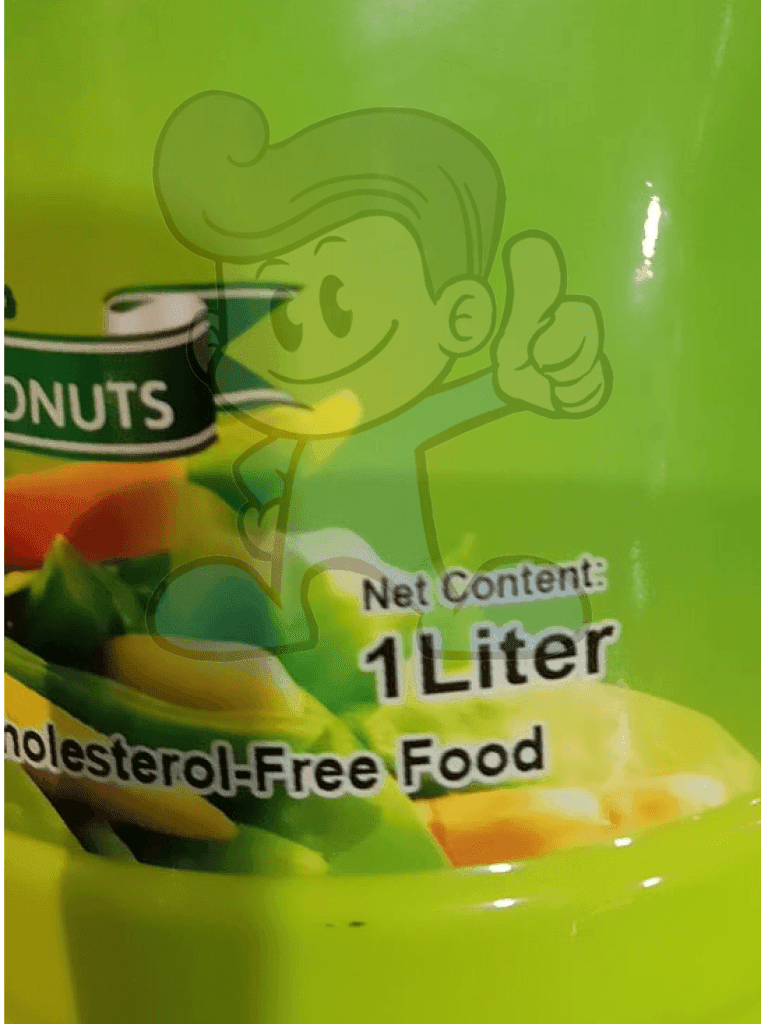 ONUTS
Net Content:
1 Liter
holesterol-Free Food